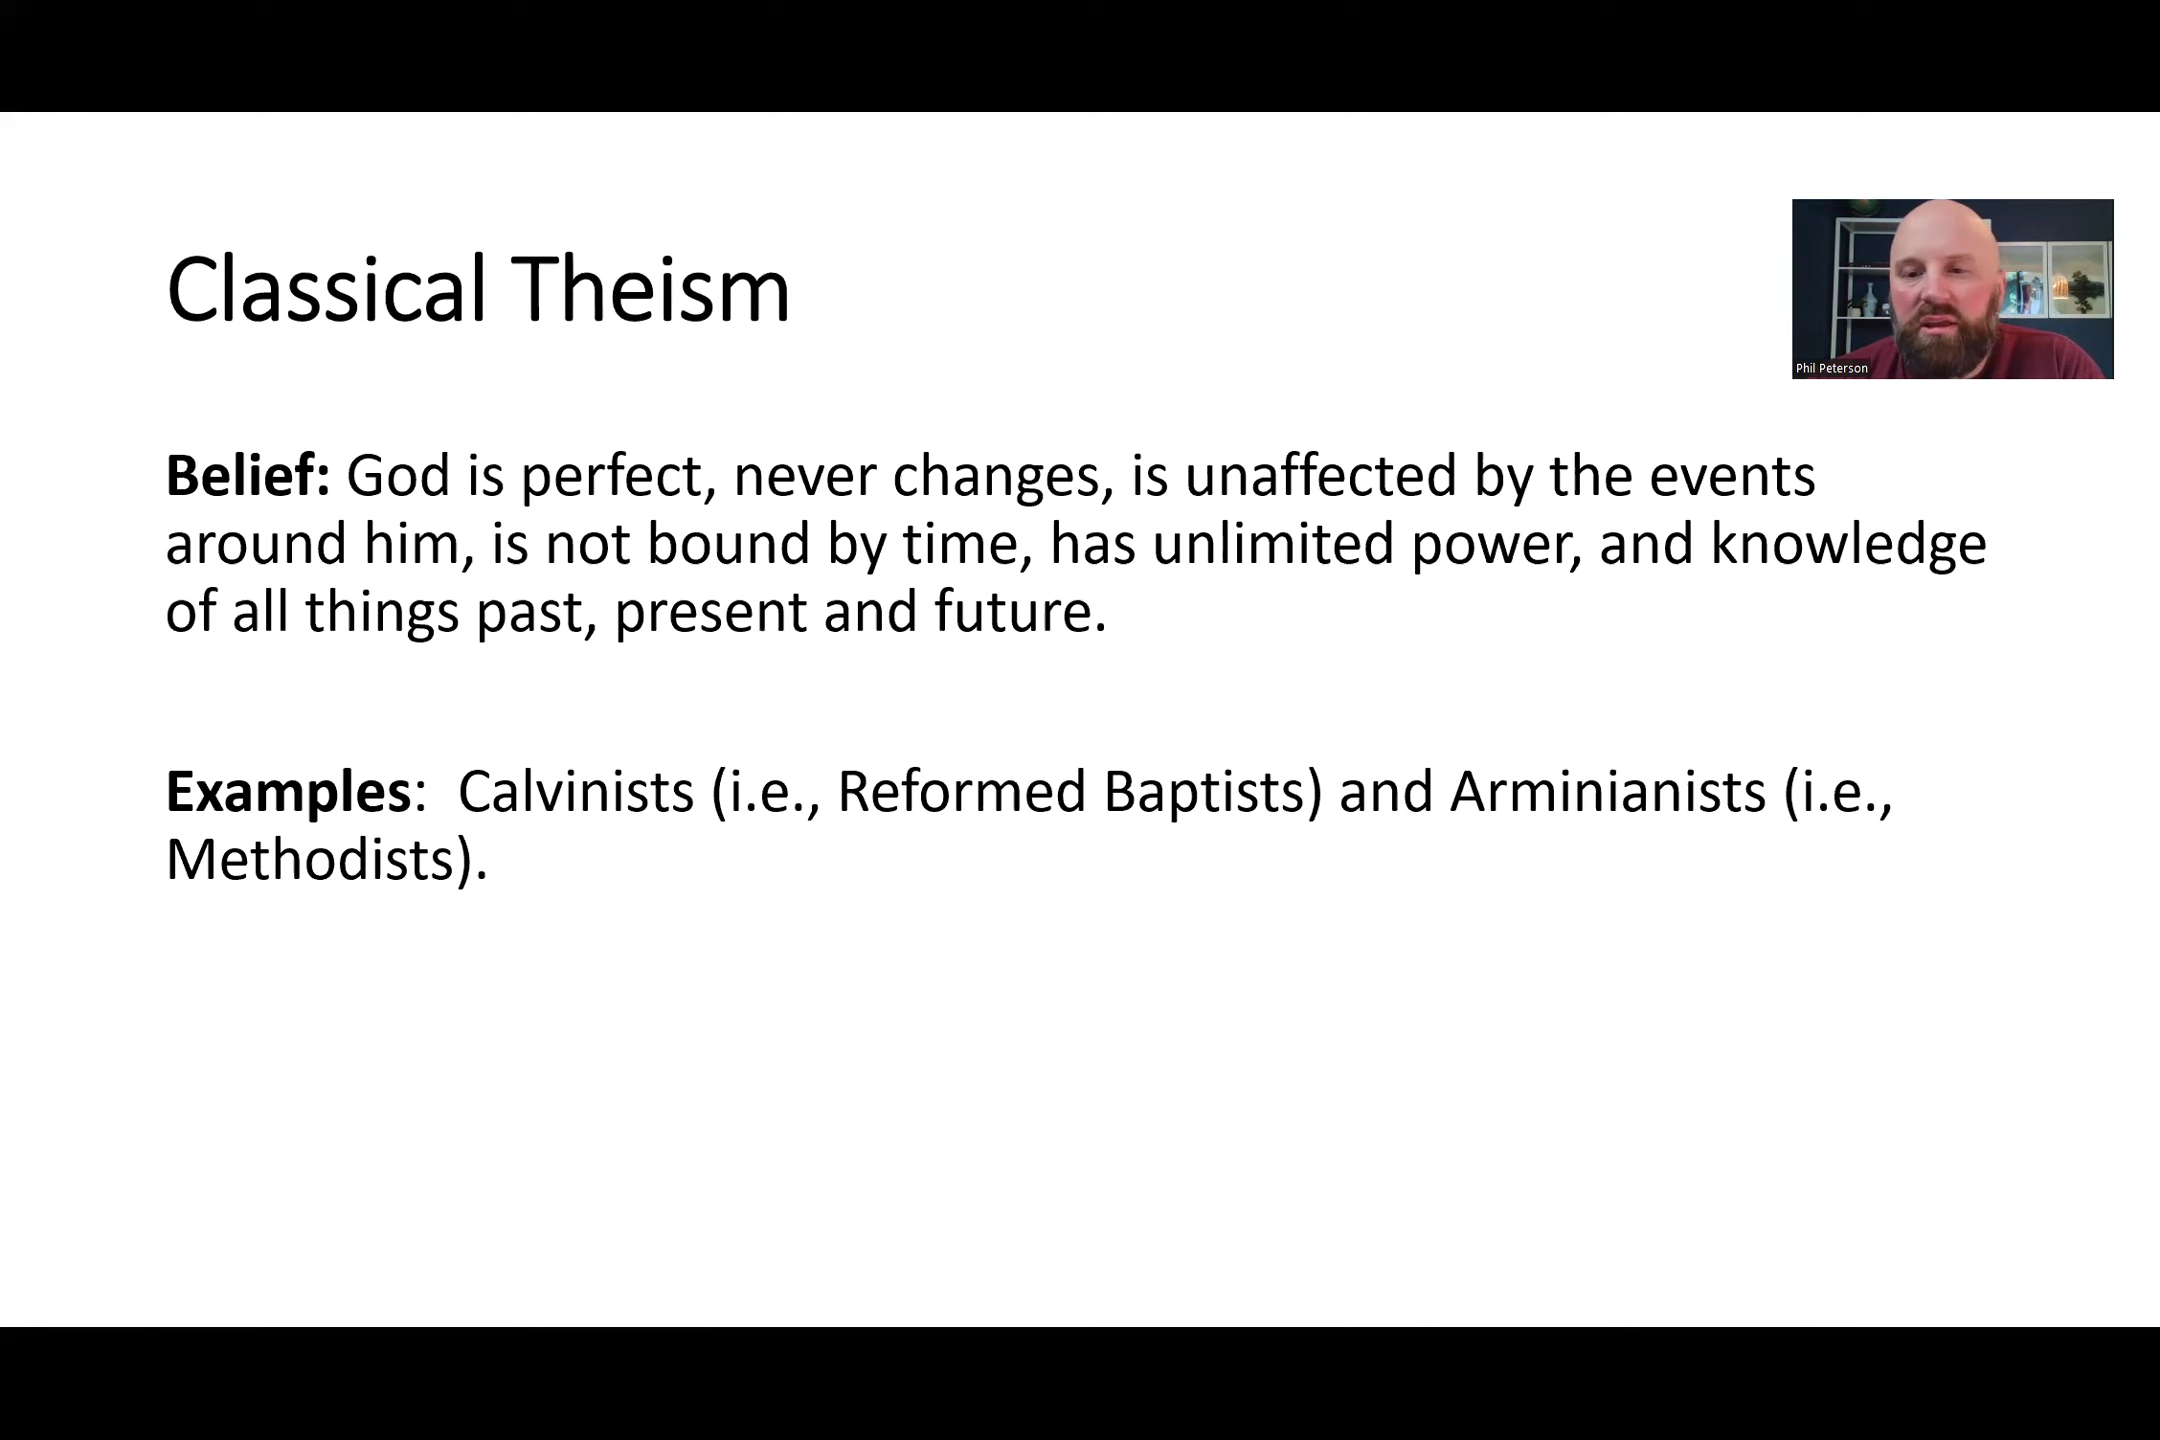 Classical Theism
Phil Peterson
Belief: God is perfect, never changes, is unaffected by the events
around him, is not bound by time, has unlimited power, and knowledge
of all things past, present and future.
Examples:  Calvinists (i.e., Reformed Baptists) and Arminianists (i.e.,
Methodists).